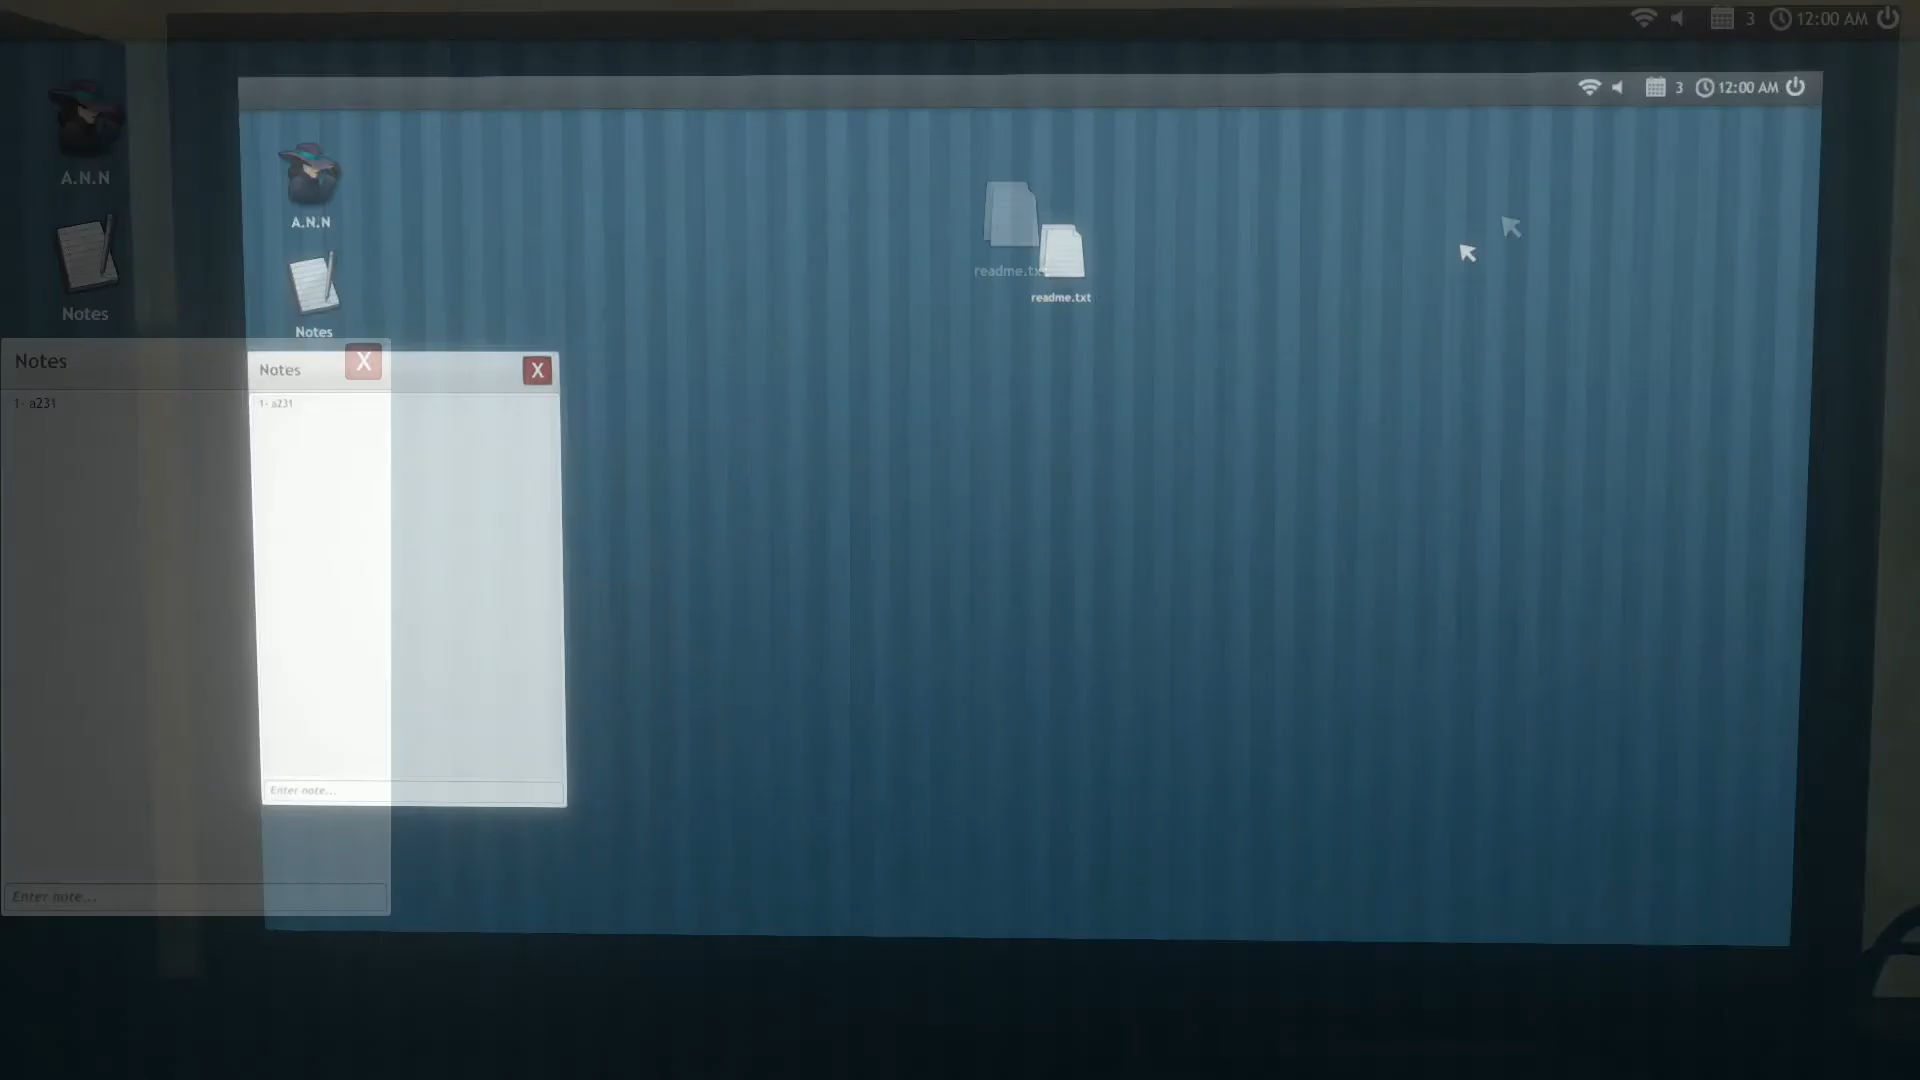 3 12:00 AM
3 12:00 AM
A.N.N
A.N.N
readme.tx
readme.txt
Notes
Notes
Notes X
Notes X
1- a231
1- a231
Enter note...
Enter note...